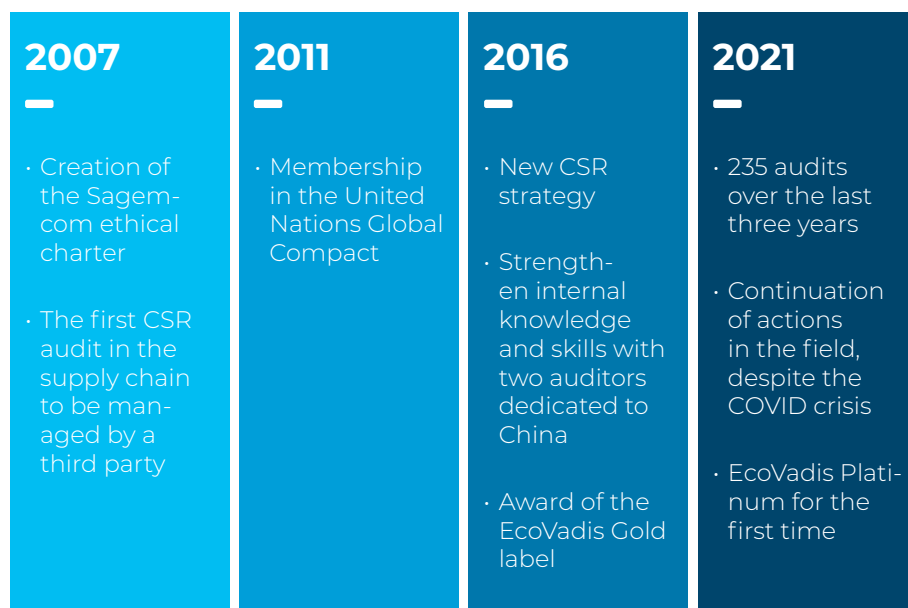 2007
· Creation of
the Sagem-
com ethical
charter
· The first CSR
audit in the
supply chain
to be man-
aged by a
third party
2011
· Membership
in the United
Nations Global
Compact
2016
· New CSR
strategy
· Strength-
en internal
knowledge
and skills with
two auditors
dedicated to
China
· Award of the
EcoVadis Gold
label
2021
· 235 audits
over the last
three years
· Continuation
of actions
in the field,
despite the
COVID crisis
· EcoVadis Plati-
num for the
first time